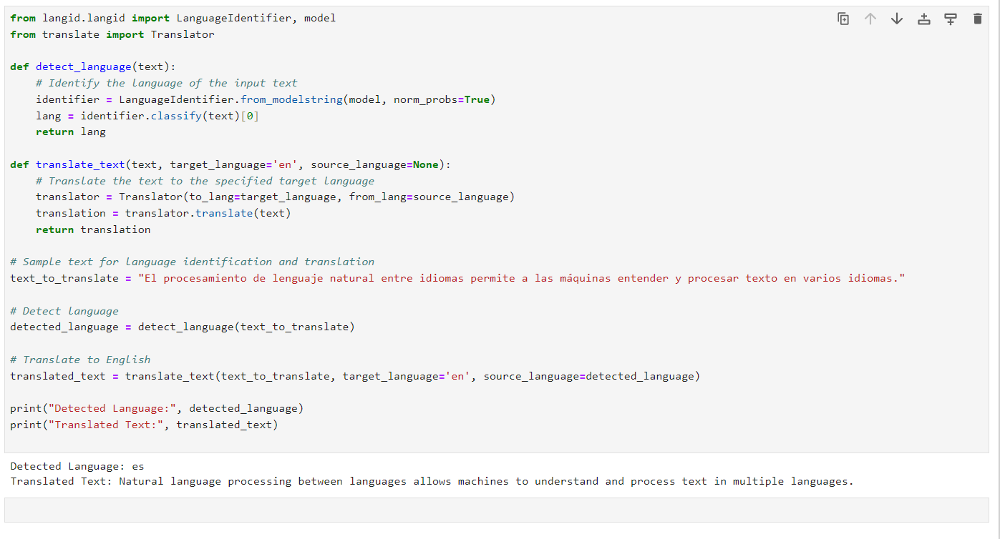 from langid.langid import LanguageIdentifier, model
from translate import Translator

def detect_language(text):
    # Identify the language of the input text
    identifier = LanguageIdentifier.from_modelstring(model, norm_probs=True)
    lang = identifier.classify(text)[0]
    return lang

def translate_text(text, target_language='en', source_language=None):
    # Translate the text to the specified target language
    translator = Translator(to_lang=target_language, from_lang=source_language)
    translation = translator.translate(text)
    return translation

# Sample text for language identification and translation
text_to_translate = "El procesamiento de lenguaje natural entre idiomas permite a las máquinas entender y procesar texto en varios idiomas."

# Detect language
detected_language = detect_language(text_to_translate)

# Translate to English
translated_text = translate_text(text_to_translate, target_language='en', source_language=detected_language)

print("Detected Language:", detected_language)
print("Translated Text:", translated_text)

Detected Language: es
Translated Text: Natural language processing between languages allows machines to understand and process text in multiple languages.